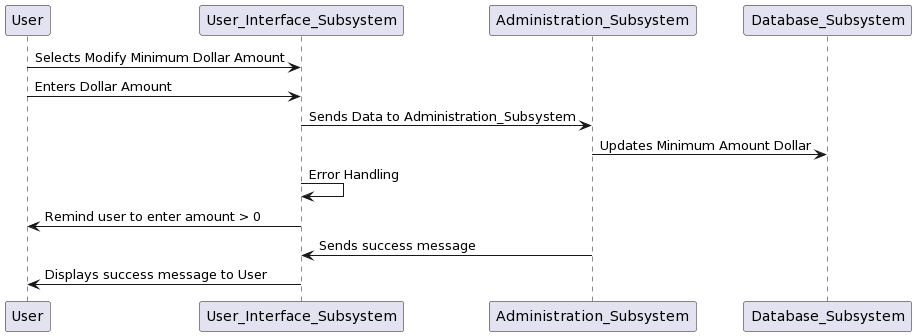 User User_Interface_Subsystem Administration_Subsystem Database_Subsystem
Selects Modify Minimum Dollar Amount
Enters Dollar Amount
Sends Data to Administration_Subsystem
Updates Minimum Amount Dollar
Error Handling
Remind user to enter amount > 0
Sends success message
Displays success message to User
User User_Interface_Subsystem Administration_Subsystem Database_Subsystem